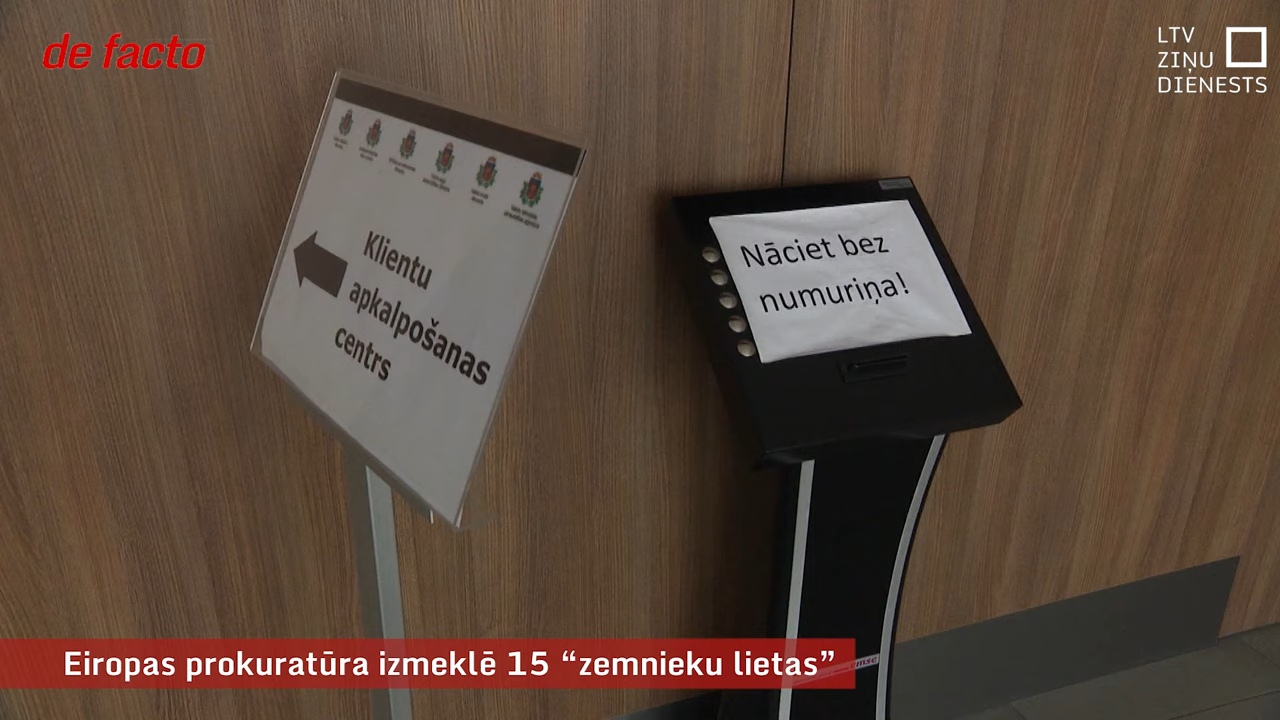 de facto
LTV
ZIŅU
DIENESTS
Klientu
apkalpošanas
centrs
Nāciet bez
numuriņa!
Eiropas prokuratūra izmeklē 15 “zemnieku lietas”